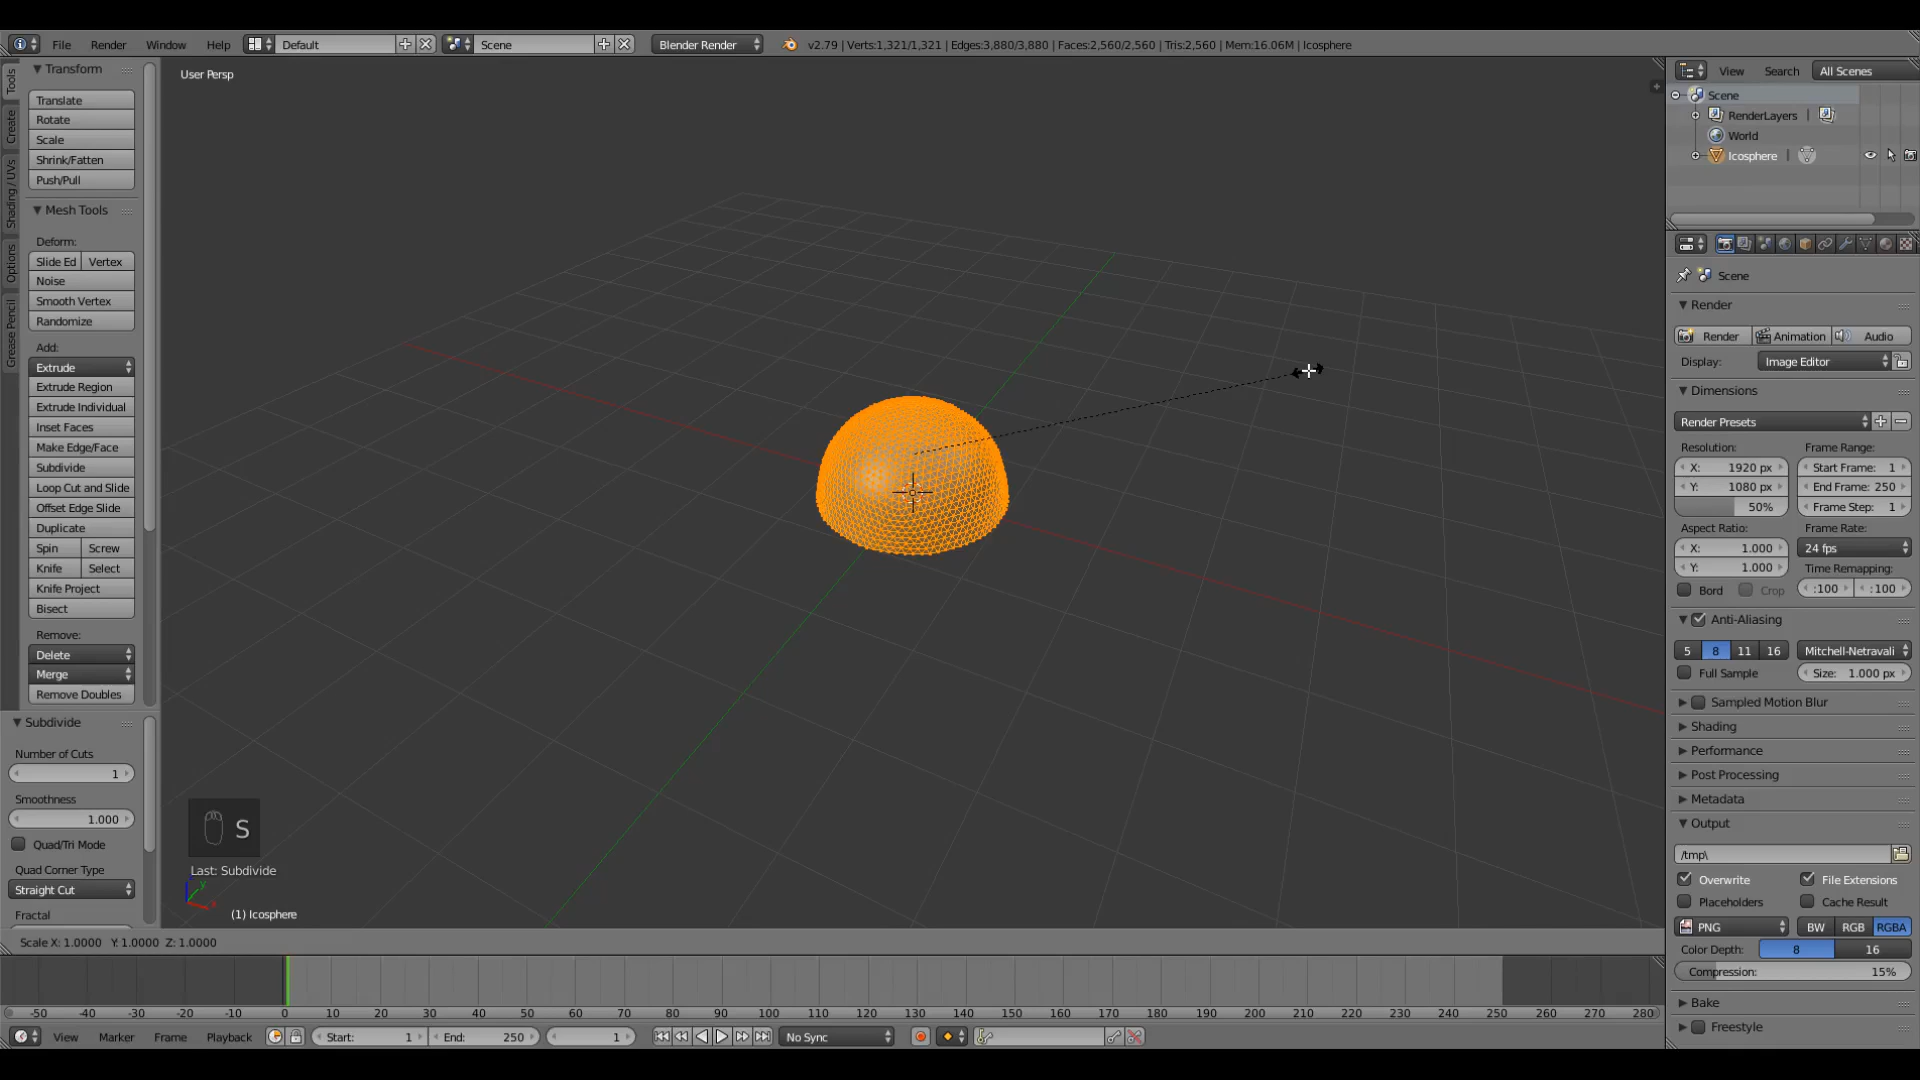 File Render Window Help Default Scene Blender Render v2.79 | Verts:1,321/1,321 | Edges:3,880/3,880 | Faces:2,560/2,560 | Tris:2,560 | Mem:16.06M | Icosphere
Tools
Create
Shading / UVs
Options
Grease Pencil
Transform
Translate
Rotate
Scale
Shrink/Fatten
Push/Pull
Mesh Tools
Deform:
Slide Ed Vertex
Noise
Smooth Vertex
Randomize
Add:
Extrude
Extrude Region
Extrude Individual
Inset Faces
Make Edge/Face
Subdivide
Loop Cut and Slide
Offset Edge Slide
Duplicate
Spin Screw
Knife Select
Knife Project
Bisect
Remove:
Delete
Merge
Remove Doubles
Subdivide
Number of Cuts
1
Smoothness
1.000
Quad/Tri Mode
Quad Corner Type
Straight Cut
Fractal
User Persp
S
Last: Subdivide
z y x
(1) Icosphere
Scale X: 1.0000 Y: 1.0000 Z: 1.0000
View Search All Scenes
Scene
RenderLayers |
World
Icosphere |
Scene
Render
Render Animation Audio
Display: Image Editor
Dimensions
Render Presets
Resolution: Frame Range:
X: 1920 px Start Frame: 1
Y: 1080 px End Frame: 250
50% Frame Step: 1
Aspect Ratio: Frame Rate:
X: 1.000 24 fps
Y: 1.000 Time Remapping:
Bord Crop :100 :100
Anti-Aliasing
5 8 11 16 Mitchell-Netravali
Full Sample Size: 1.000 px
Sampled Motion Blur
Shading
Performance
Post Processing
Metadata
Output
/tmp\
Overwrite File Extensions
Placeholders Cache Result
PNG BW RGB RGBA
Color Depth: 8 16
Compression: 15%
Bake
Freestyle
-50 -40 -30 -20 -10 0 10 20 30 40 50 60 70 80 90 100 110 120 130 140 150 160 170 180 190 200 210 220 230 240 250 260 270 280
View Marker Frame Playback Start: 1 End: 250 1 No Sync